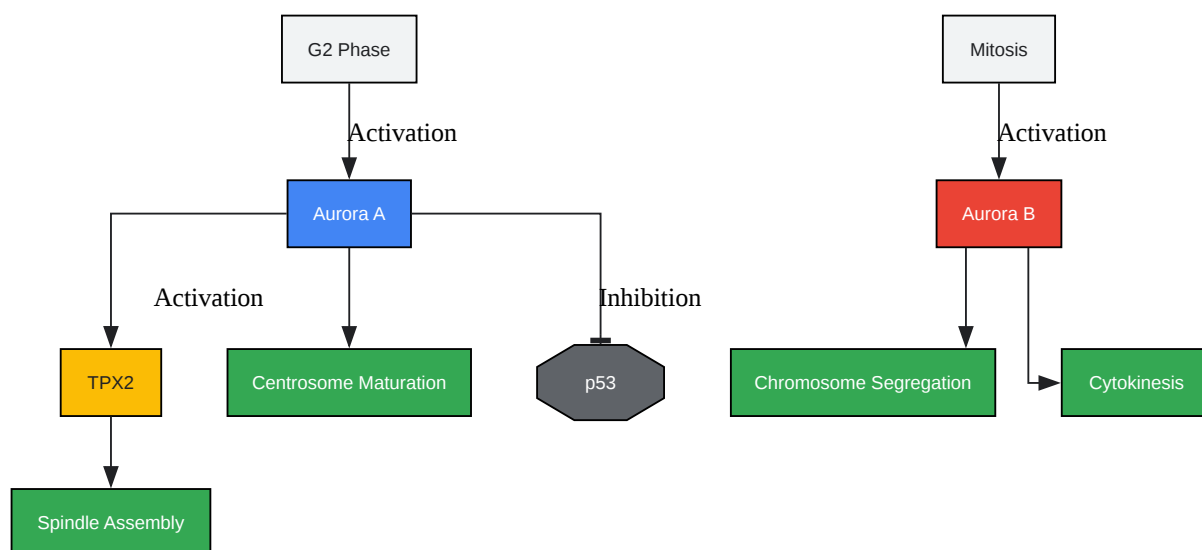 G2 Phase
Mitosis
Activation
Activation
Aurora A
Aurora B
Activation
Inhibition
TPX2
Centrosome Maturation
p53
Chromosome Segregation
Cytokinesis
Spindle Assembly